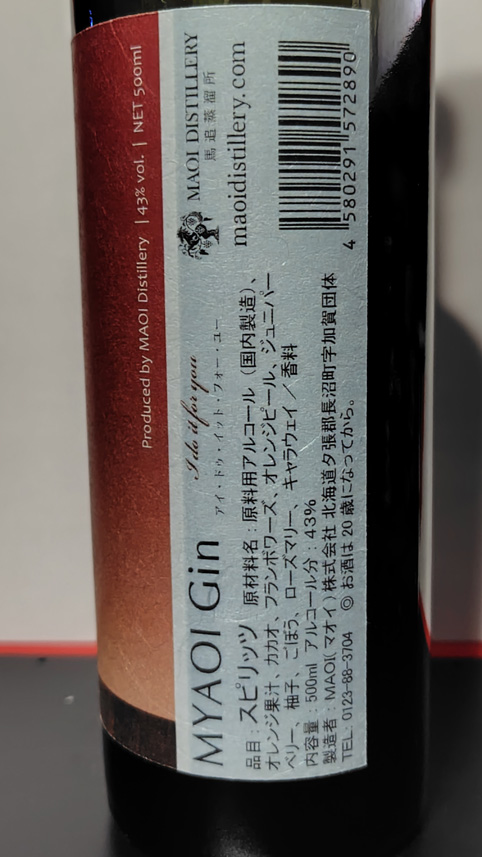 Produced by MAOI Distillery | 43% vol. | NET 500ml
MYAOI Gin
I do it for you
アイ・ドゥ・イット・フォー・ユー
MAOI DISTILLERY
馬追蒸溜所
maoidistillery.com
品目：スピリッツ 原材料名：原料用アルコール（国内製造）、
オレンジ果汁、カカオ、フランボワーズ、オレンジピール、ジュニパー
ベリー、柚子、ごぼう、ローズマリー、キャラウェイ／香料
内容量：500ml アルコール分：43%
製造者：MAOI(マオイ)株式会社 北海道夕張郡長沼町字加賀団体
TEL: 0123-88-3704 ◎お酒は20歳になってから。
4 580291 572890